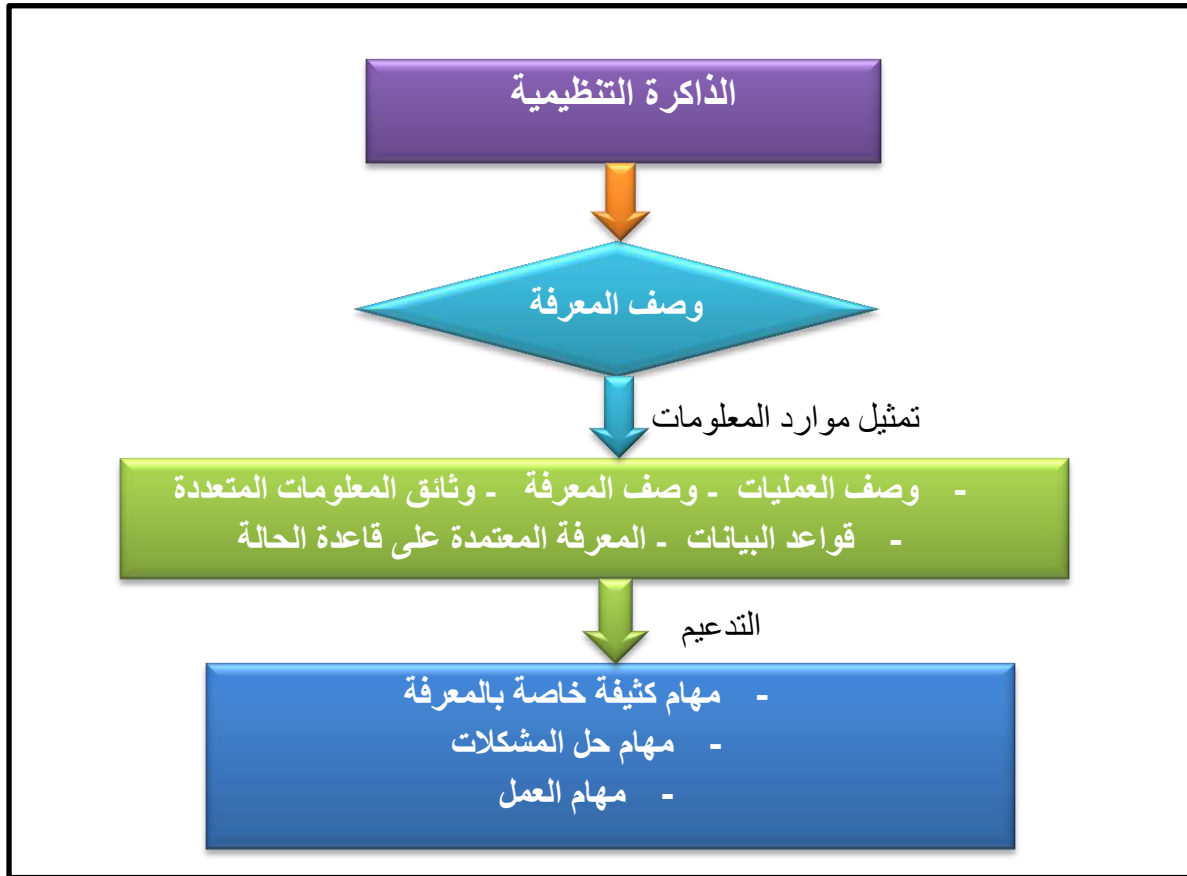 الذاكرة التنظيمية
وصف المعرفة
تمثيل موارد المعلومات
- وصف العمليات - وصف المعرفة - وثائق المعلومات المتعددة
- قواعد البيانات - المعرفة المعتمدة على قاعدة الحالة
التدعيم
- مهام كثيفة خاصة بالمعرفة
- مهام حل المشكلات
- مهام العمل